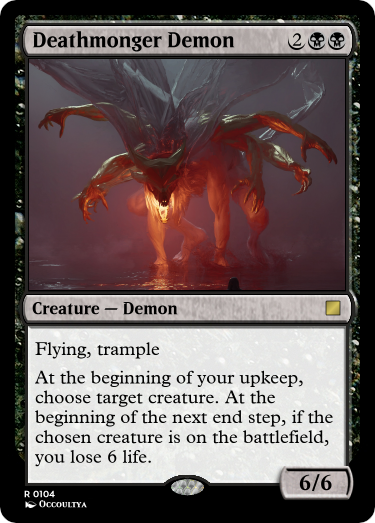 Deathmonger Demon 2
Creature — Demon
Flying, trample
At the beginning of your upkeep,
choose target creature. At the
beginning of the next end step, if the
chosen creature is on the battlefield,
you lose 6 life.
6/6
R 0104
Occoultya